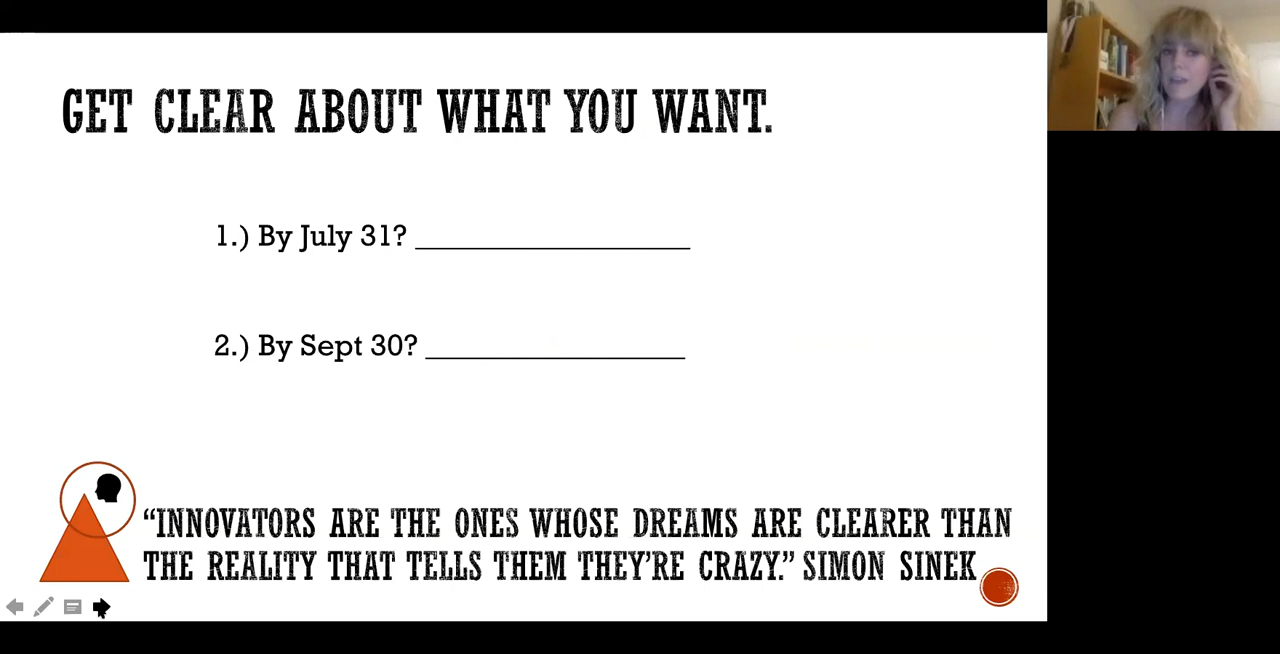 GET CLEAR ABOUT WHAT YOU WANT.
1.) By July 31? ____________________
2.) By Sept 30? ___________________
“INNOVATORS ARE THE ONES WHOSE DREAMS ARE CLEARER THAN
THE REALITY THAT TELLS THEM THEY’RE CRAZY.” SIMON SINEK